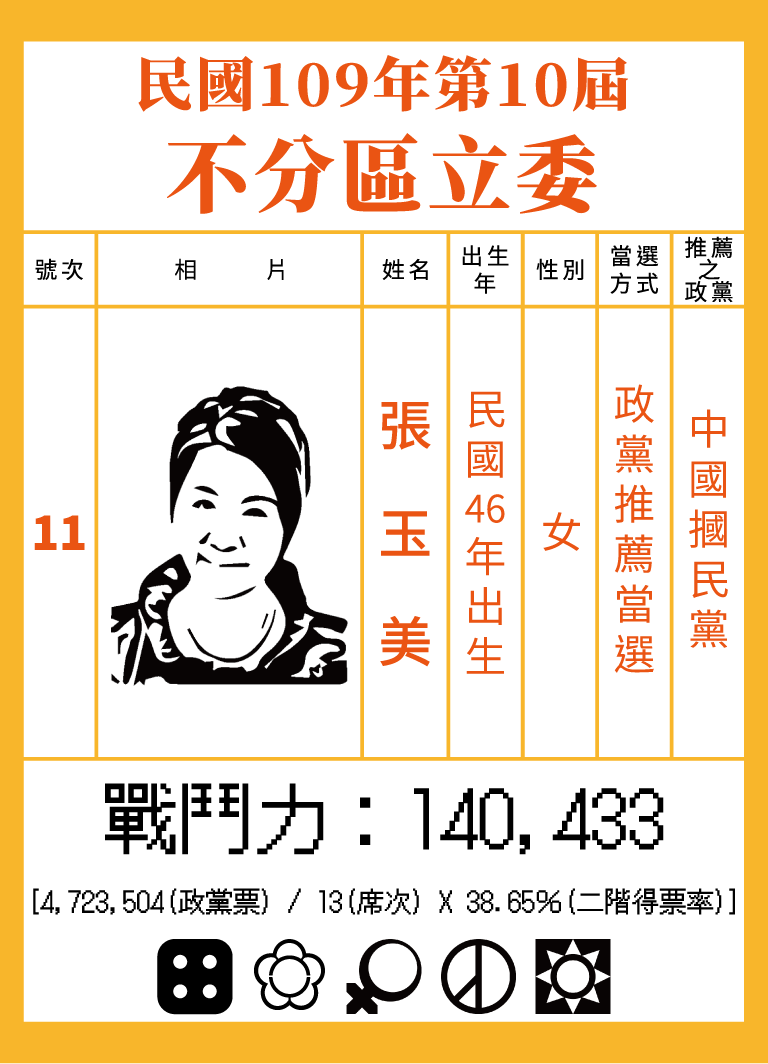 民國109年第10屆
不分區立委
號次
相 片
姓名
出生
年
性別
當選
方式
推薦
之
政黨
11
張玉美
民國46年出生
女
政黨推薦當選
中國摑民黨
戰鬥力：140,433
[4,723,504(政黨票) / 13(席次) X 38.65%(二階得票率)]